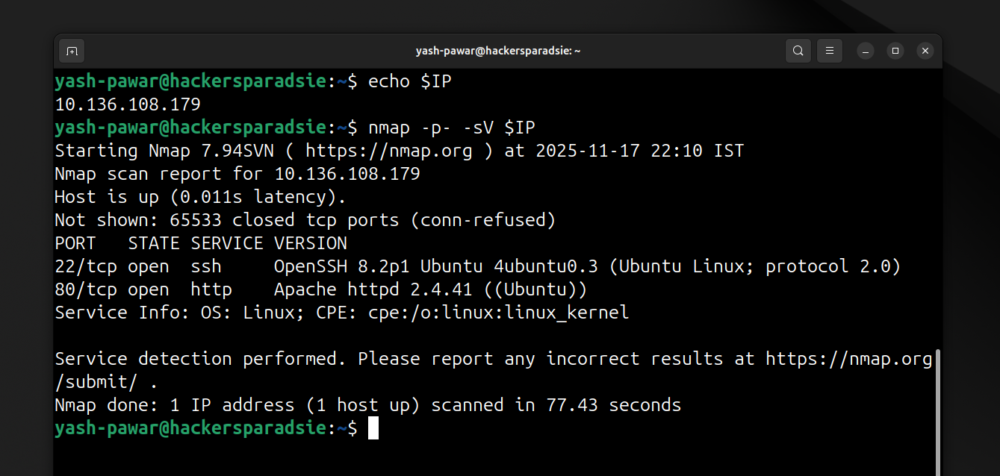 yash-pawar@hackersparadsie: ~
yash-pawar@hackersparadsie:~$ echo $IP
10.136.108.179
yash-pawar@hackersparadsie:~$ nmap -p- -sV $IP
Starting Nmap 7.94SVN ( https://nmap.org ) at 2025-11-17 22:10 IST
Nmap scan report for 10.136.108.179
Host is up (0.011s latency).
Not shown: 65533 closed tcp ports (conn-refused)
PORT   STATE SERVICE VERSION
22/tcp open  ssh     OpenSSH 8.2p1 Ubuntu 4ubuntu0.3 (Ubuntu Linux; protocol 2.0)
80/tcp open  http    Apache httpd 2.4.41 ((Ubuntu))
Service Info: OS: Linux; CPE: cpe:/o:linux:linux_kernel
Service detection performed. Please report any incorrect results at https://nmap.org
/submit/ .
Nmap done: 1 IP address (1 host up) scanned in 77.43 seconds
yash-pawar@hackersparadsie:~$